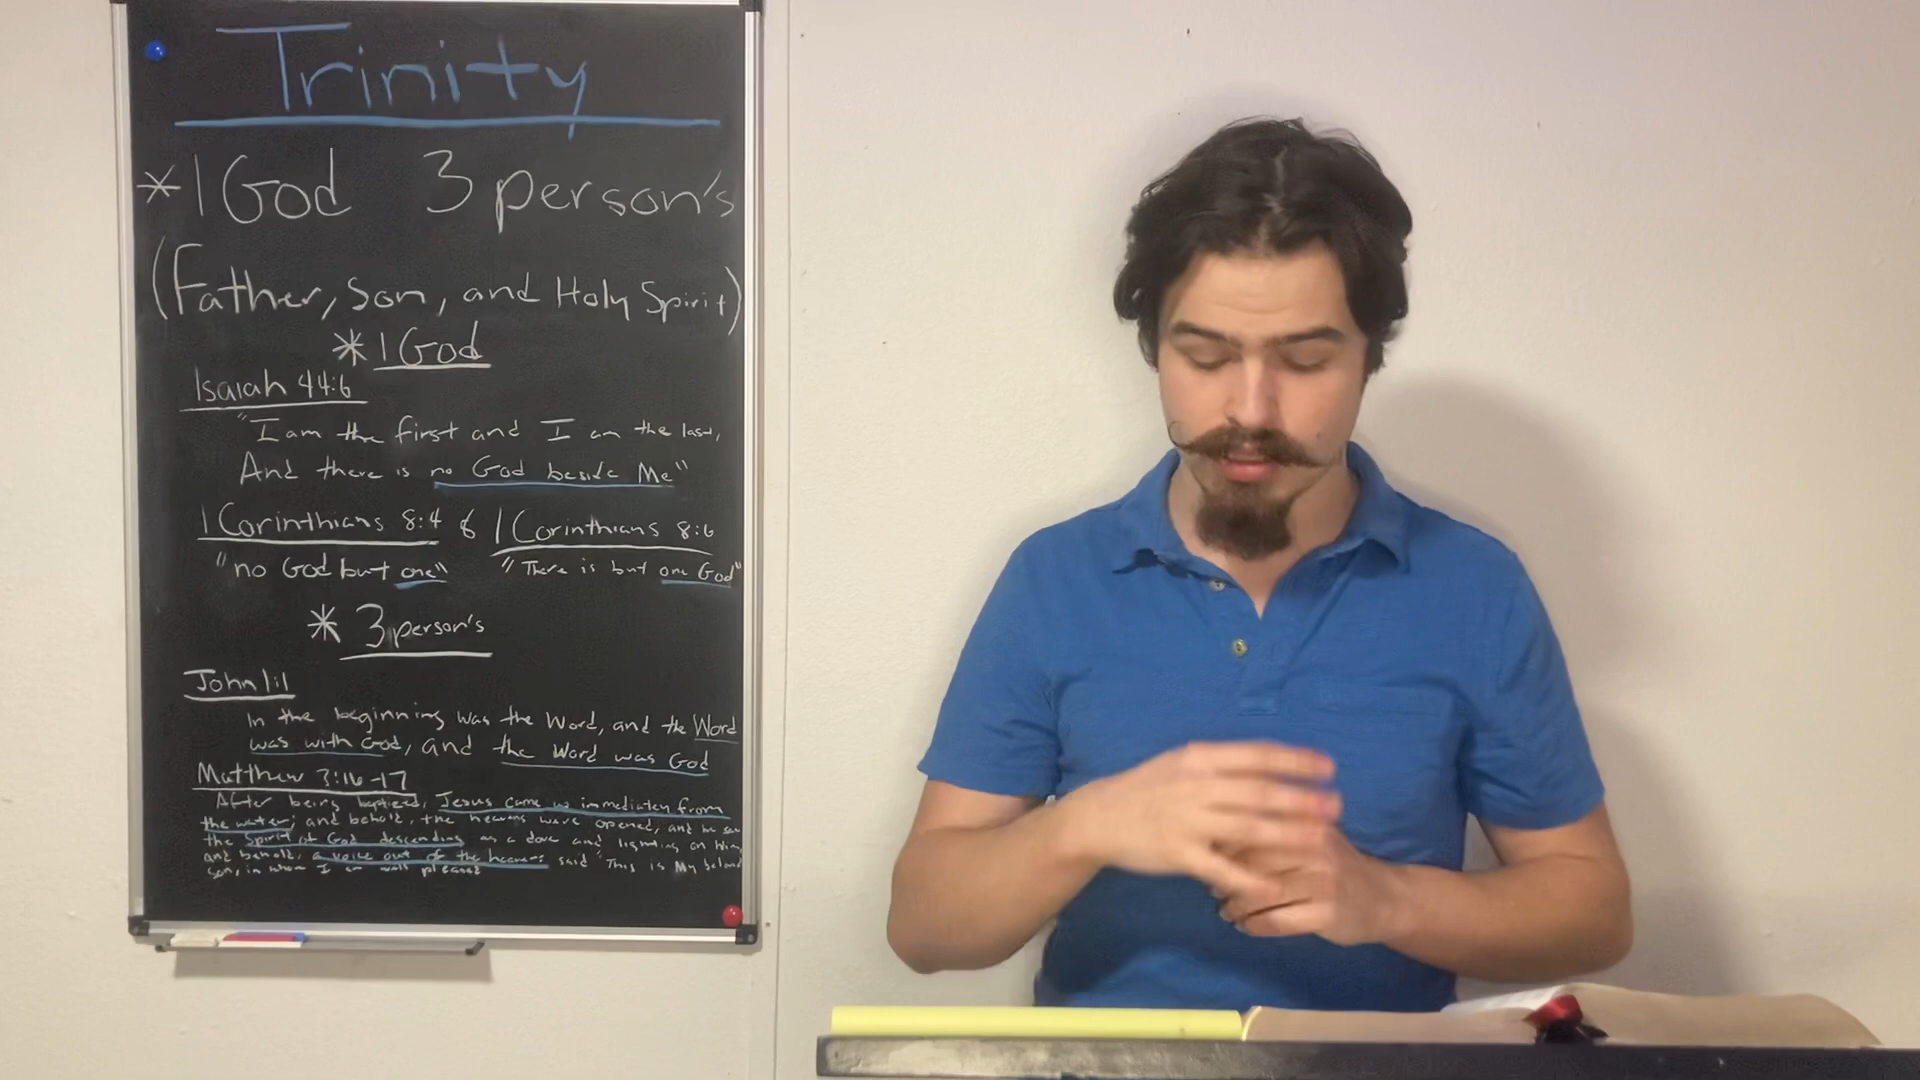 Trinity
*1 God 3 person's
(Father, Son, and Holy Spirit)
* 1 God
Isaiah 44:6
"I am the first and I am the last,
And there is no God beside Me"
1 Corinthians 8:4 & 1 Corinthians 8:6
"no God but one" "There is but one God"
* 3 person's
John 1:1
In the beginning was the Word, and the Word
was with God, and the Word was God
Matthew 3:16-17
After being baptized, Jesus came up immediately from
the water; and behold, the heavens were opened, and he saw
the Spirit of God descending as a dove and lighting on Him,
and behold, a voice out of the heavens said "This is My beloved
son, in whom I am well pleased